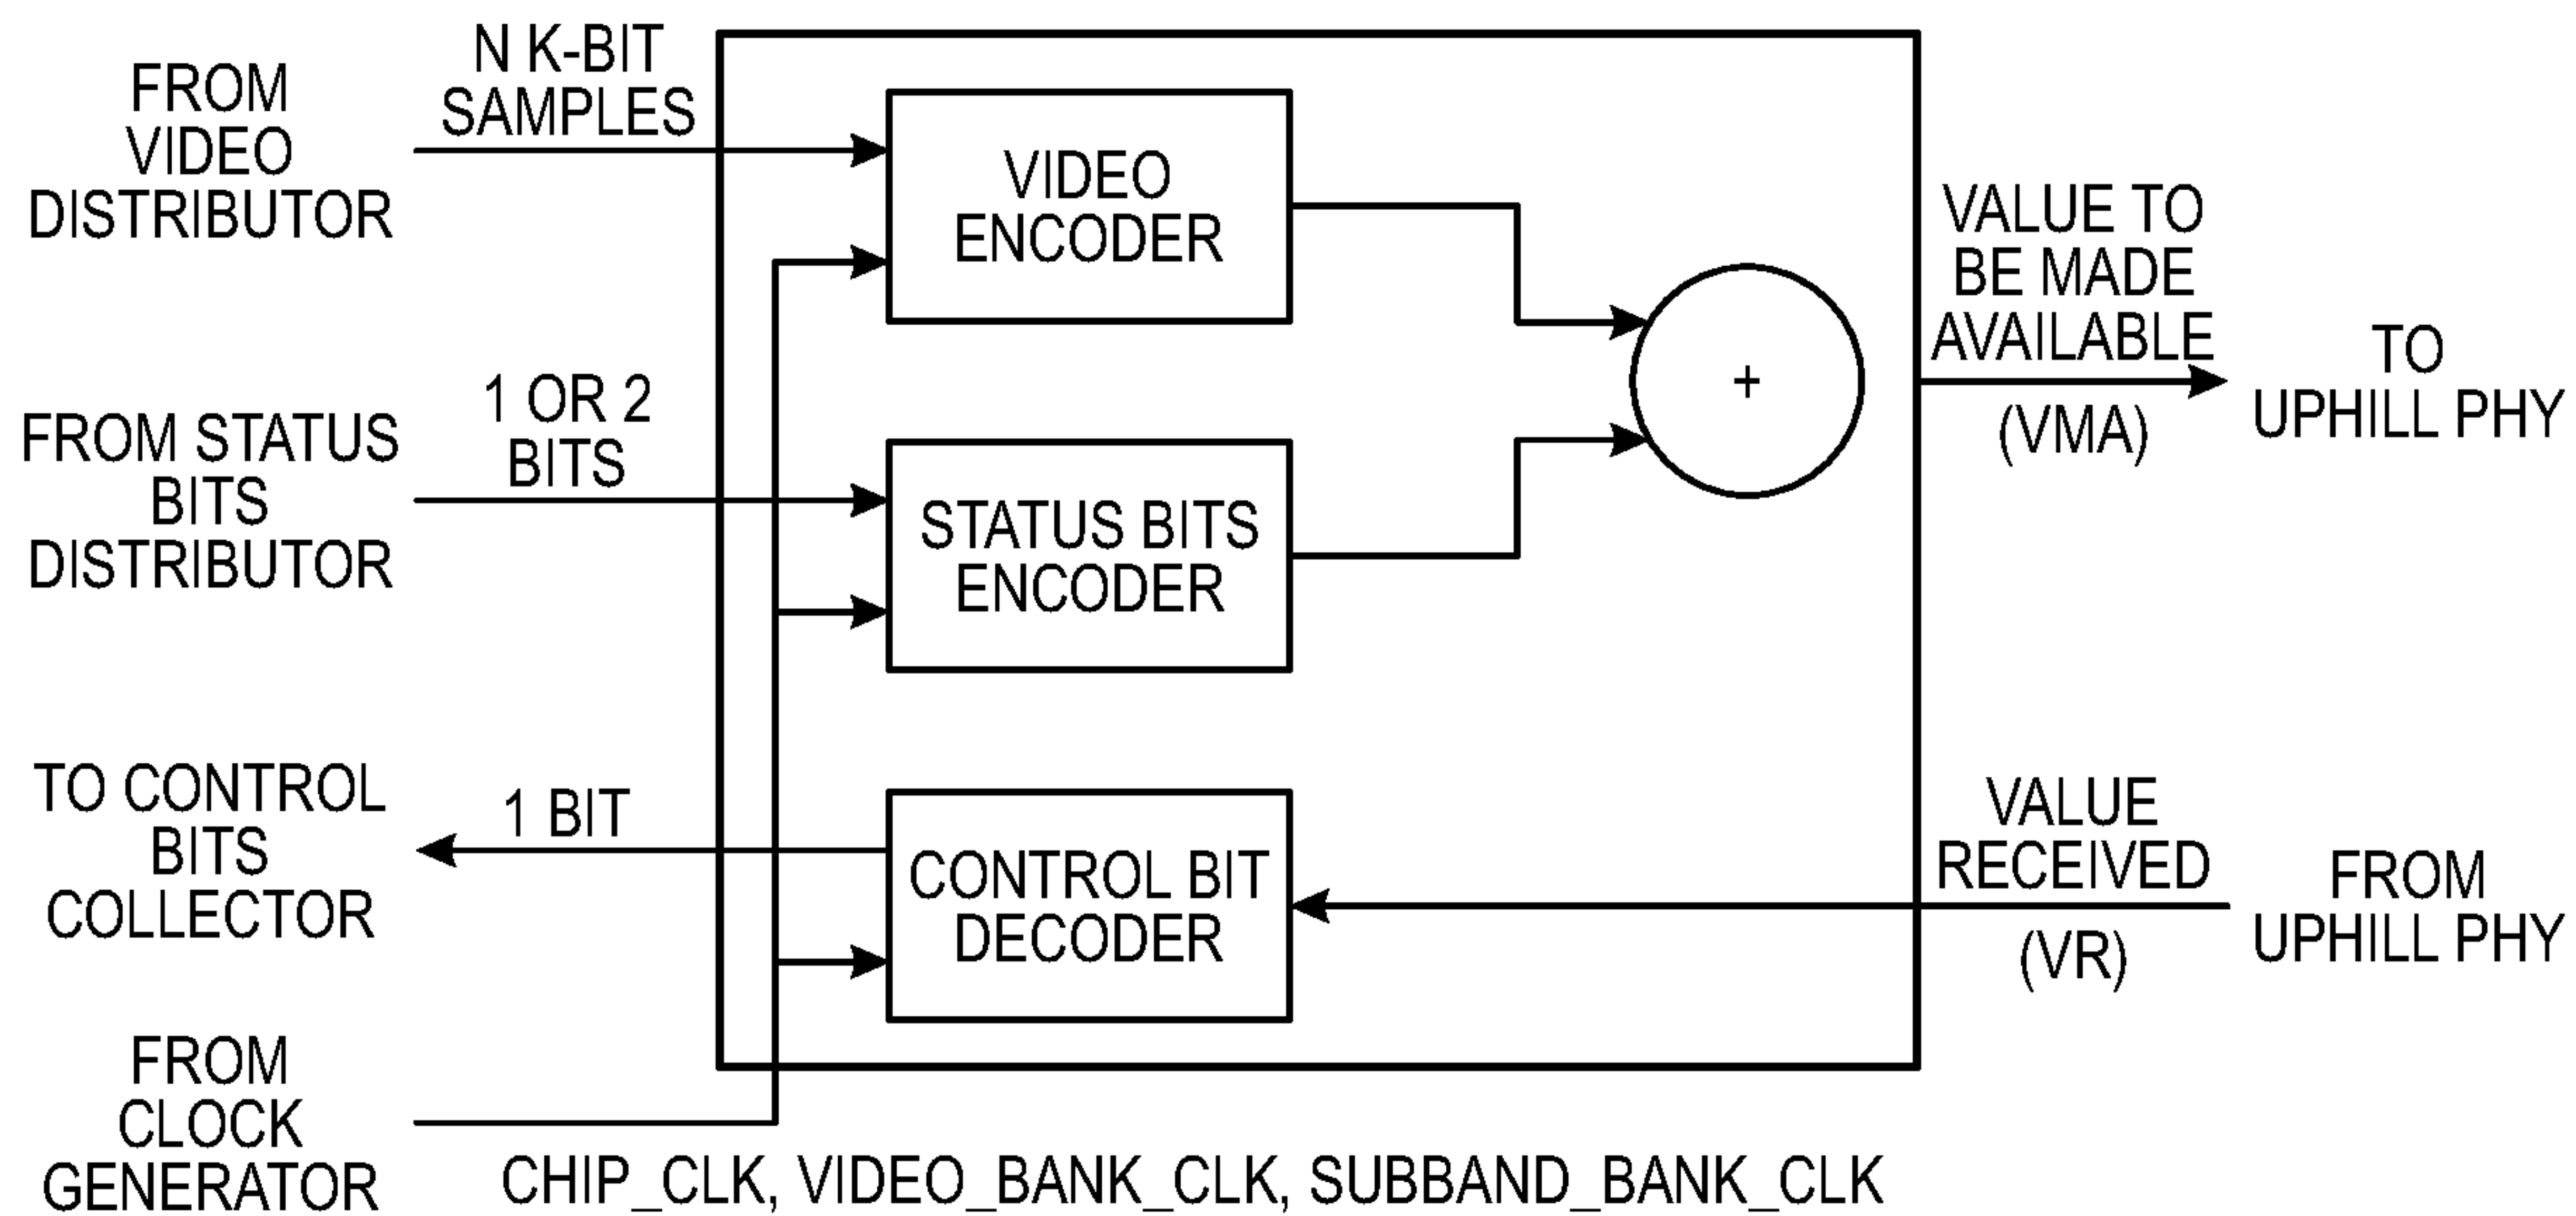 FROM
VIDEO
DISTRIBUTOR
N K-BIT
SAMPLES
VIDEO
ENCODER
VALUE TO
BE MADE
AVAILABLE
(VMA)
TO
UPHILL PHY
+
FROM STATUS
BITS
DISTRIBUTOR
1 OR 2
BITS
STATUS BITS
ENCODER
TO CONTROL
BITS
COLLECTOR
1 BIT
CONTROL BIT
DECODER
VALUE
RECEIVED
(VR)
FROM
UPHILL PHY
FROM
CLOCK
GENERATOR
CHIP_CLK, VIDEO_BANK_CLK, SUBBAND_BANK_CLK